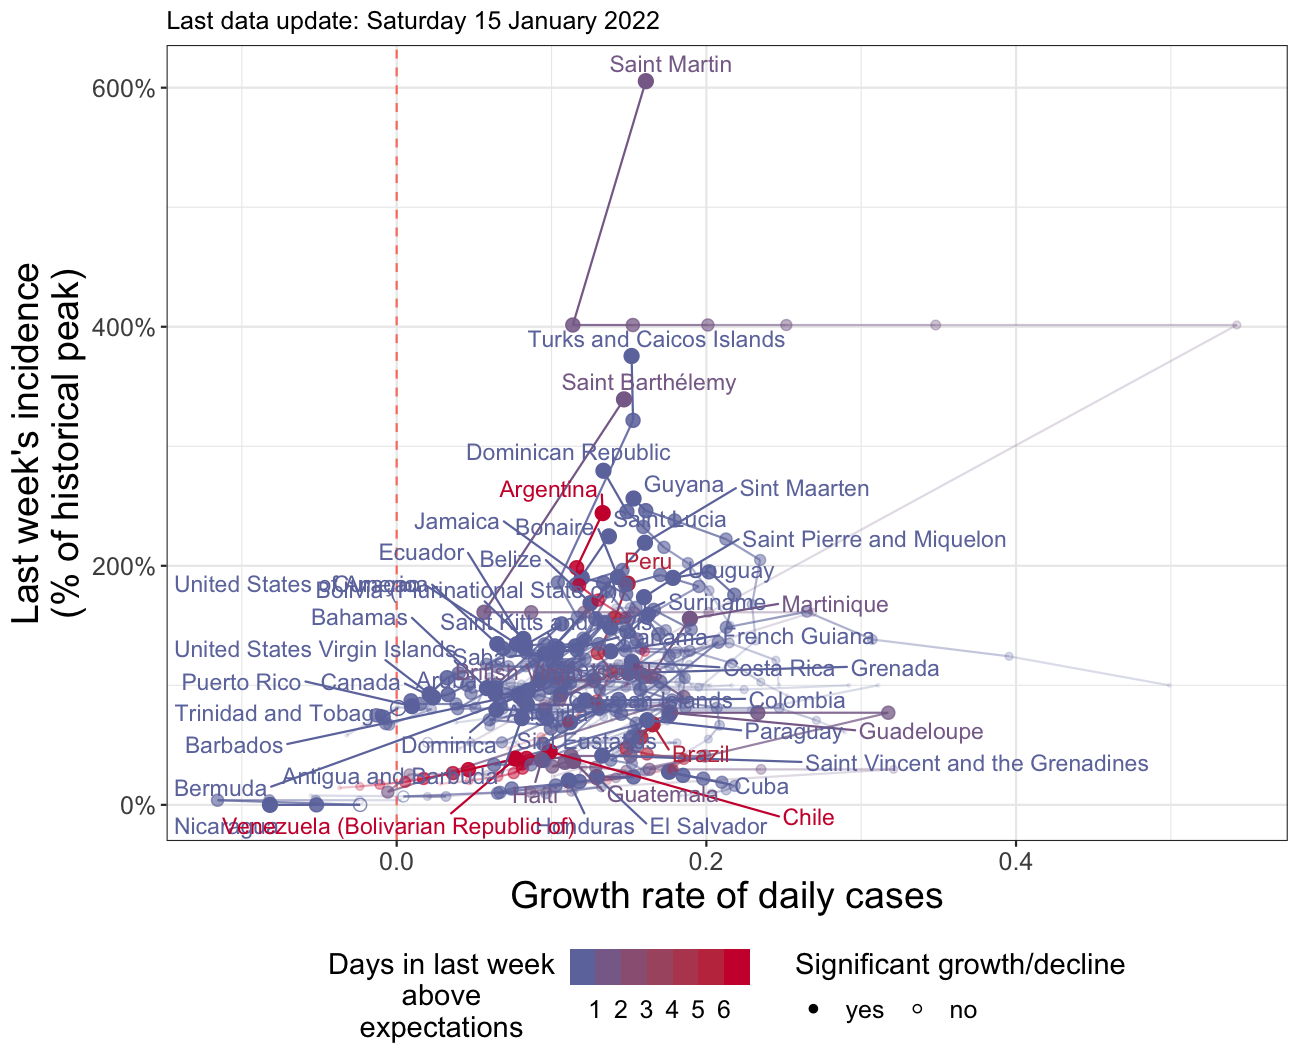 Last data update: Saturday 15 January 2022
Last week's incidence
(% of historical peak)
600%
400%
200%
0%
Saint Martin
Turks and Caicos Islands
Saint Barthélemy
Dominican Republic
Argentina
Guyana
Sint Maarten
Jamaica
Bonaire
Saint Lucia
Ecuador
Belize
Peru
Saint Pierre and Miquelon
Uruguay
United States of America
Curaçao
Bolivia (Plurinational State of)
Suriname
Martinique
Bahamas
Saint Kitts and Nevis
Panama
French Guiana
United States Virgin Islands
Saba
Costa Rica
Grenada
Puerto Rico
Canada
Aruba
British Virgin Islands
Colombia
Trinidad and Tobago
Paraguay
Guadeloupe
Barbados
Dominica
Sint Eustatius
Brazil
Saint Vincent and the Grenadines
Bermuda
Antigua and Barbuda
Haiti
Guatemala
Cuba
Nicaragua
Venezuela (Bolivarian Republic of)
Honduras
El Salvador
Chile
0.0
0.2
0.4
Growth rate of daily cases
Days in last week
above
expectations
1 2 3 4 5 6
Significant growth/decline
yes
no